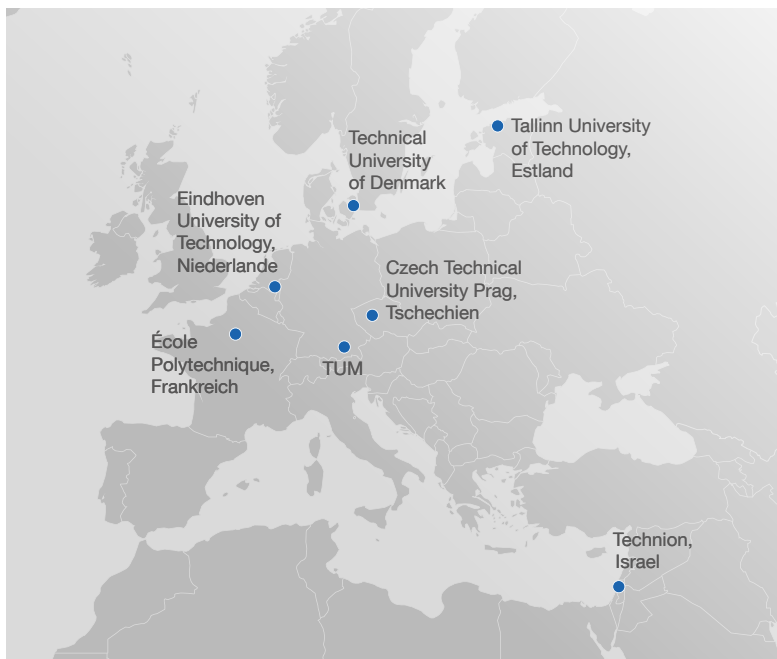 Technical
University
of Denmark
Tallinn University
of Technology,
Estland
Eindhoven
University of
Technology,
Niederlande
Czech Technical
University Prag,
Tschechien
École
Polytechnique,
Frankreich
TUM
Technion,
Israel